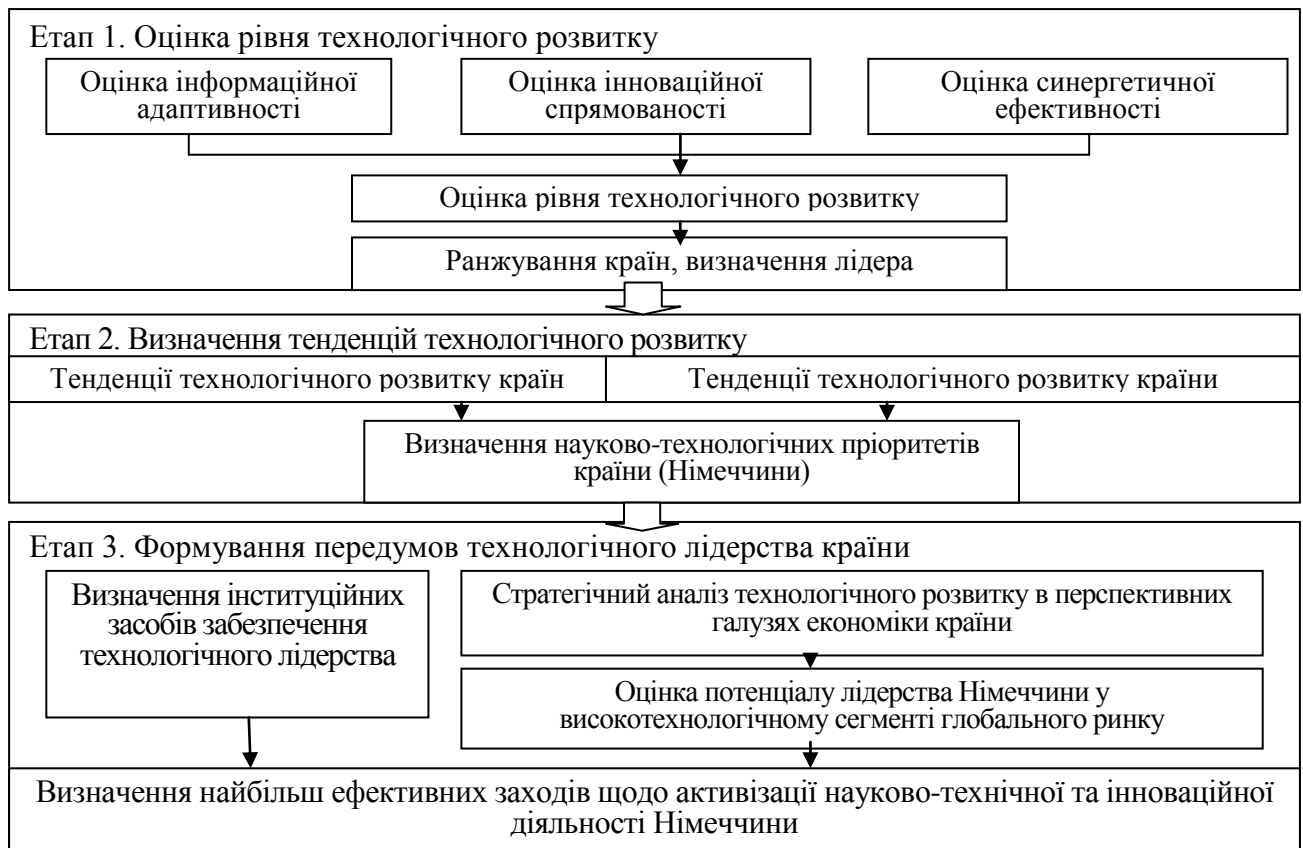 Етап 1. Оцінка рівня технологічного розвитку
Оцінка інформаційної
адаптивності
Оцінка інноваційної
спрямованості
Оцінка синергетичної
ефективності
Оцінка рівня технологічного розвитку
Ранжування країн, визначення лідера
Етап 2. Визначення тенденцій технологічного розвитку
Тенденції технологічного розвитку країн
Тенденції технологічного розвитку країни
Визначення науково-технологічних пріоритетів
країни (Німеччини)
Етап 3. Формування передумов технологічного лідерства країни
Визначення інституційних
засобів забезпечення
технологічного лідерства
Стратегічний аналіз технологічного розвитку в перспективних
галузях економіки країни
Оцінка потенціалу лідерства Німеччини у
високотехнологічному сегменті глобального ринку
Визначення найбільш ефективних заходів щодо активізації науково-технічної та інноваційної
діяльності Німеччини